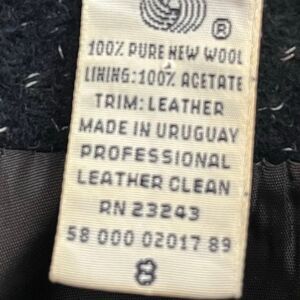 ®
100% PURE NEW WOOL
LINING: 100% ACETATE
TRIM: LEATHER
MADE IN URUGUAY
PROFESSIONAL
LEATHER CLEAN
RN 23243
58 000 02017 89
8